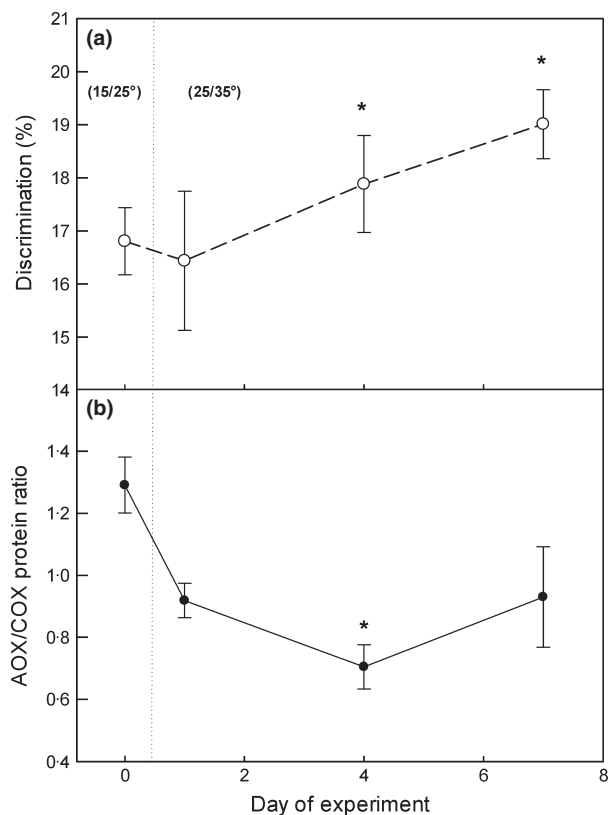 (a)
(15/25°) (25/35°)
* *
Discrimination (%)
21
20
19
18
17
16
15
14
(b)
*
AOX/COX protein ratio
1·4
1·2
1·0
0·8
0·6
0·4
0 2 4 6 8
Day of experiment